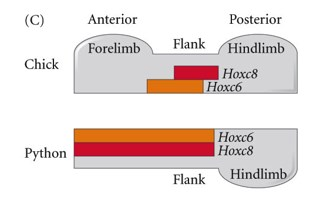 (C)
Anterior Posterior
Forelimb Flank Hindlimb
Chick
Hoxc8
Hoxc6
Hoxc6
Python
Hoxc8
Flank Hindlimb